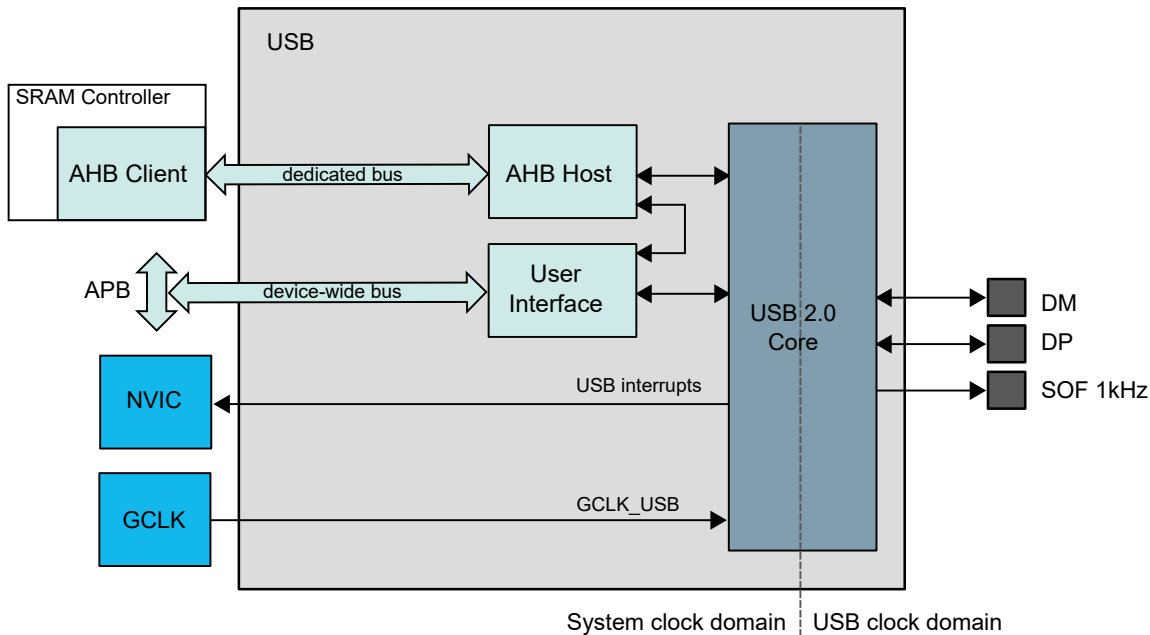 USB
SRAM Controller
AHB Client
dedicated bus
AHB Host
APB
device-wide bus
User
Interface
USB 2.0
Core
DM
DP
SOF 1kHz
NVIC
USB interrupts
GCLK
GCLK_USB
System clock domain
USB clock domain